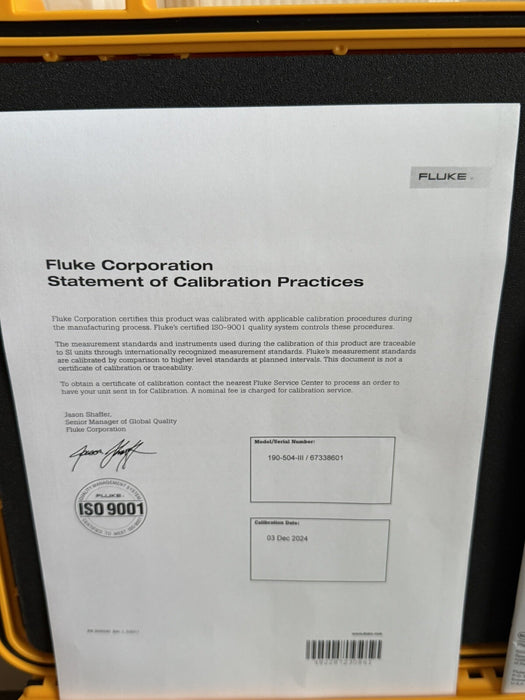 FLUKE
Fluke Corporation
Statement of Calibration Practices
Fluke Corporation certifies this product was calibrated with applicable calibration procedures during
the manufacturing process. Fluke's certified ISO-9001 quality system controls these procedures.
The measurement standards and instruments used during the calibration of this product are traceable
to SI units through internationally recognized measurement standards. Fluke's measurement standards
are calibrated by comparison to higher level standards at planned intervals. This document is not a
certificate of calibration or traceability.
To obtain a certificate of calibration contact the nearest Fluke Service Center to process an order to
have your unit sent in for Calibration. A nominal fee is charged for calibration service.
Jason Shaffer,
Senior Manager of Global Quality
Fluke Corporation
Model/Serial Number:
190-504-III / 67338601
QUALITY MANAGEMENT SYSTEM
FLUKE
ISO 9001
Calibration Date:
03 Dec 2024
www.fluke.com